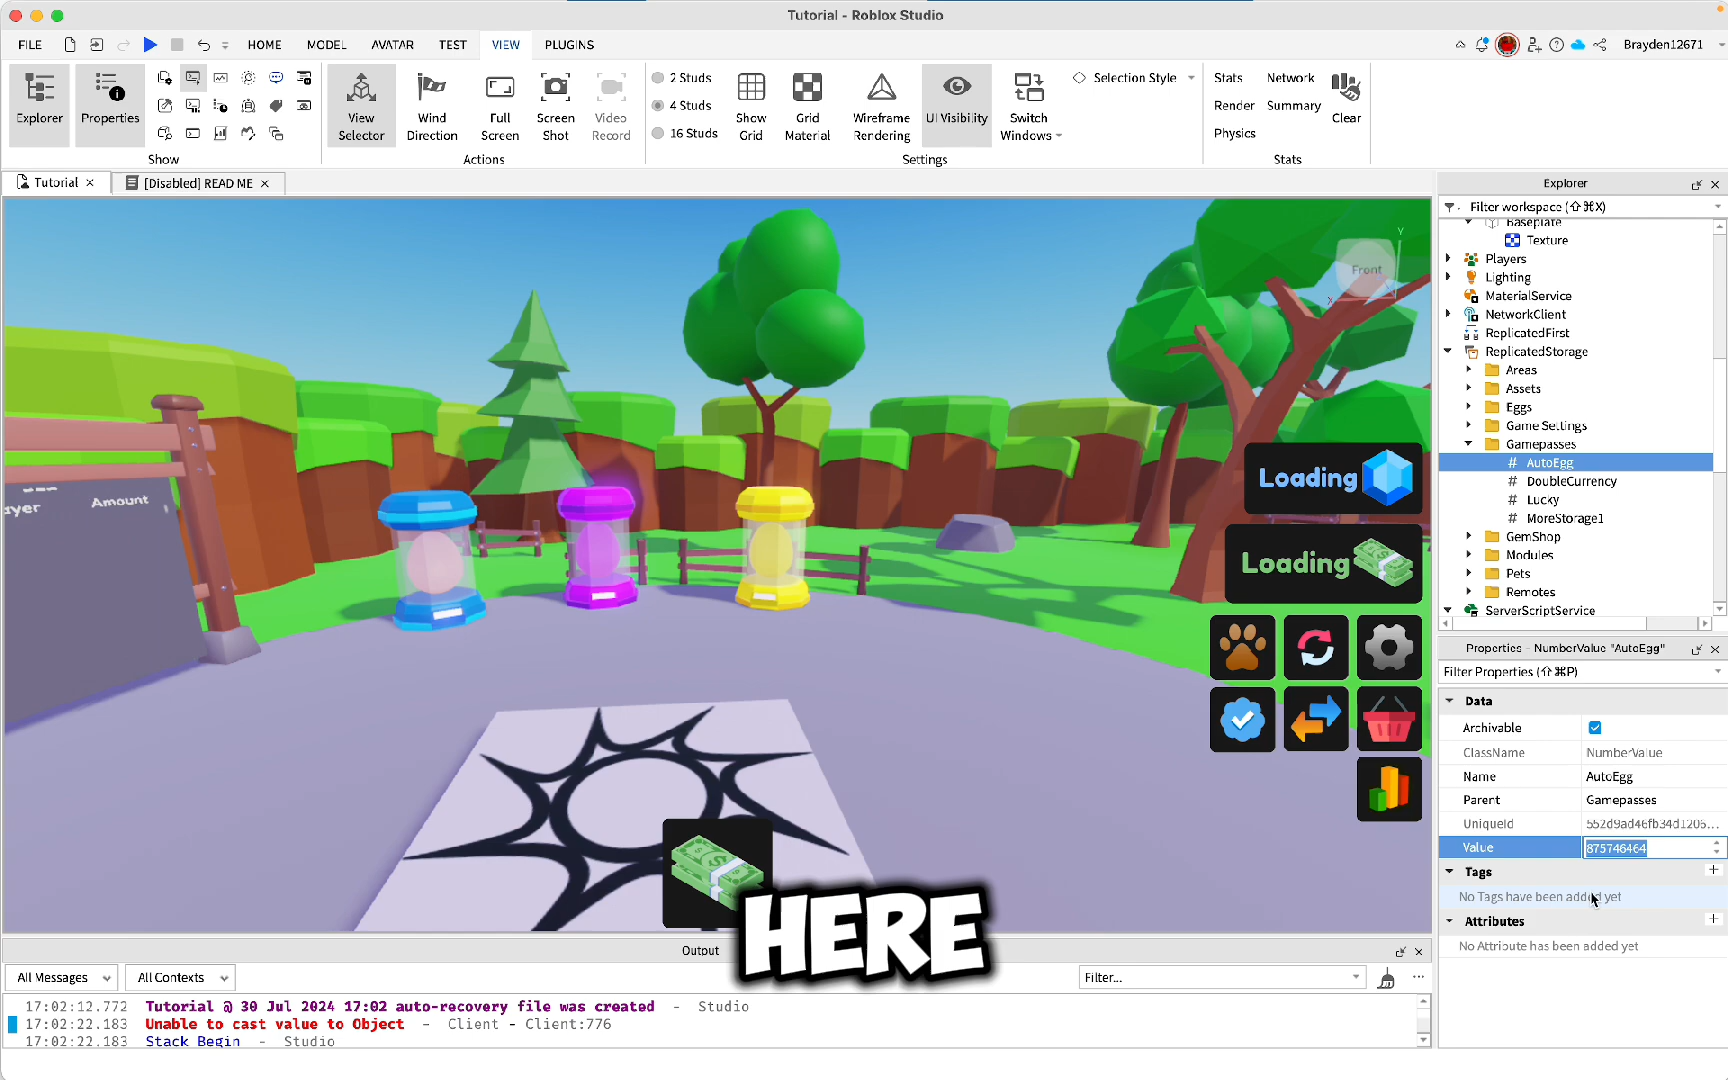 Tutorial - Roblox Studio
FILE HOME MODEL AVATAR TEST VIEW PLUGINS Brayden12671
Explorer
Properties
Show
View Selector
Wind Direction
Full Screen
Screen Shot
Video Record
Actions
2 Studs
4 Studs
16 Studs
Show Grid
Grid Material
Wireframe Rendering
UI Visibility
Switch Windows
Selection Style
Settings
Stats Network
Render Summary
Physics
Clear
Stats
Tutorial
[Disabled] READ ME
Explorer
Filter workspace (⇧⌘X)
Baseplate
Texture
Players
Lighting
MaterialService
NetworkClient
ReplicatedFirst
ReplicatedStorage
Areas
Assets
Eggs
Game Settings
Gamepasses
# AutoEgg
# DoubleCurrency
# Lucky
# MoreStorage1
GemShop
Modules
Pets
Remotes
ServerScriptService
Front
Y
X
Amount
Loading
Loading
Properties - NumberValue "AutoEgg"
Filter Properties (⇧⌘P)
Data
Archivable
ClassName NumberValue
Name AutoEgg
Parent Gamepasses
UniqueId 552d9ad46fb34d1206...
Value 875746464
Tags
No Tags have been added yet
Attributes
No Attribute has been added yet
HERE
Output
All Messages
All Contexts
Filter...
17:02:12.772 Tutorial @ 30 Jul 2024 17:02 auto-recovery file was created - Studio
17:02:22.183 Unable to cast value to Object - Client - Client:776
17:02:22.183 Stack Begin - Studio